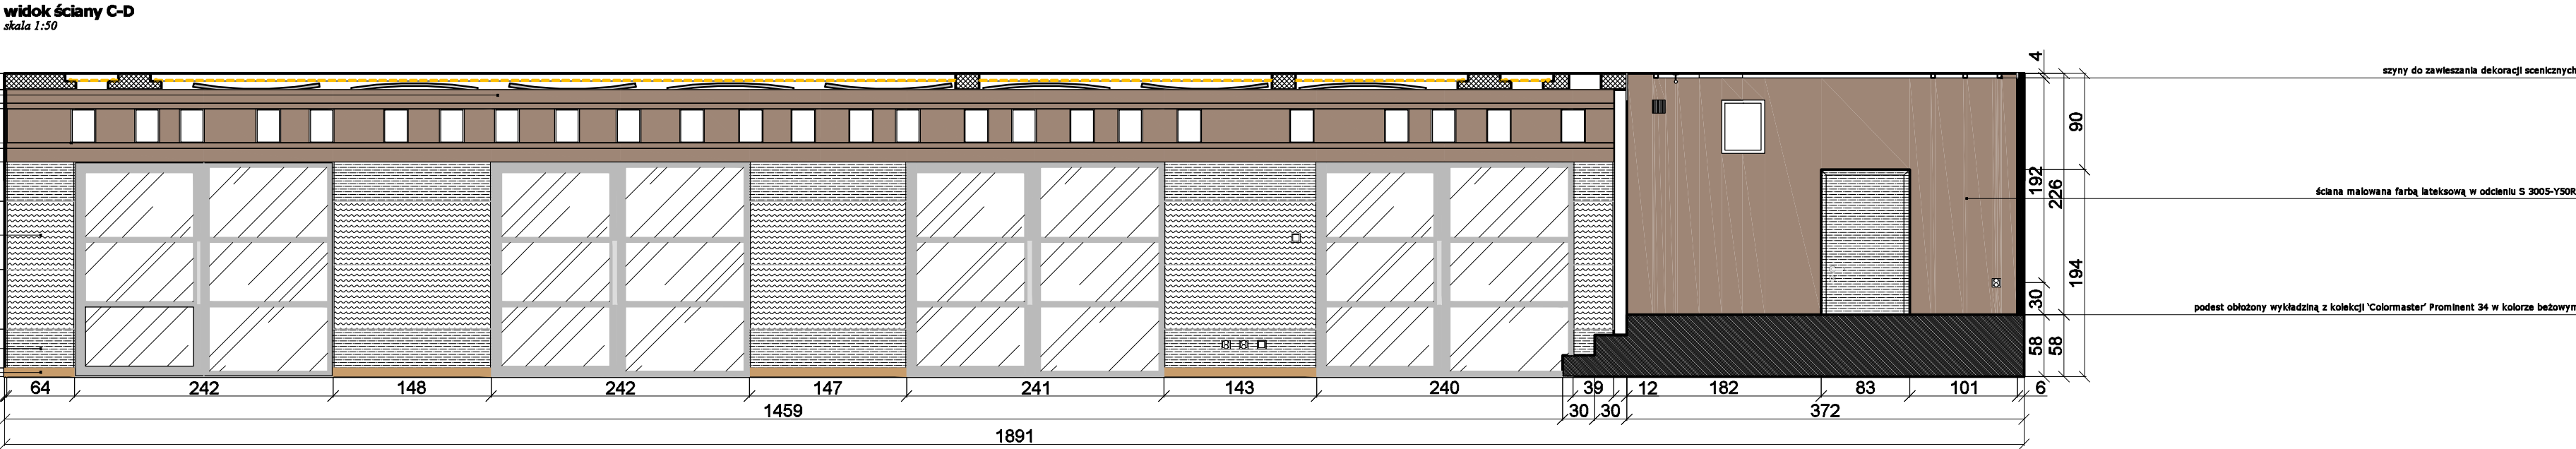 widok ściany C-D
skala 1:50
4
szyny do zawieszania dekoracji scenicznych
90
192
226
ściana malowana farbą lateksową w odcieniu S 3005-Y50R
194
30
podest obłożony wykładziną z kolekcji ‘Colormaster’ Prominent 34 w kolorze beżowym
58
58
64 242 148 242 147 241 143 240 39 12 182 83 101 6
1459 30 30 372
1891